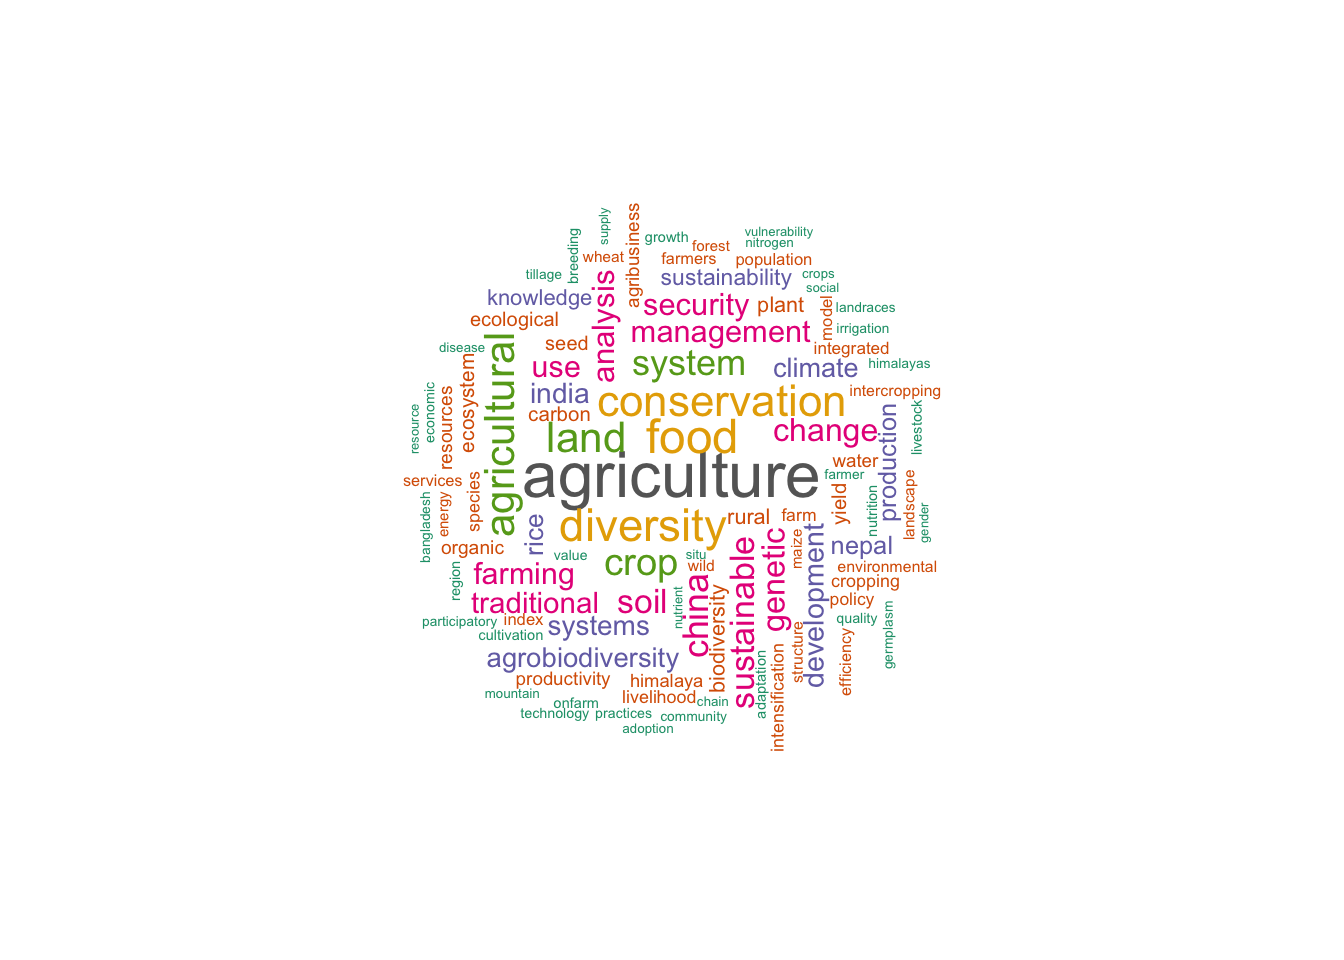 supply
agribusiness
breeding
growth
vulnerability
nitrogen
forest
wheat
farmers
population
tillage
analysis
sustainability
crops
social
knowledge
security
plant
model
landraces
ecological
management
irrigation
seed
integrated
disease
agricultural
use
system
climate
himalayas
ecosystem
india
conservation
intercropping
economic
resource
resources
carbon
land
food
change
production
livestock
agriculture
water
farmer
services
species
yield
nutrition
landscape
gender
bangladesh
energy
diversity
rural
farm
organic
rice
value
crop
situ
wild
sustainable
genetic
maize
development
nepal
environmental
region
farming
china
cropping
traditional
soil
nutrient
biodiversity
policy
participatory
index
systems
structure
quality
germplasm
cultivation
agrobiodiversity
adaptation
intensification
efficiency
productivity
himalaya
mountain
livelihood
chain
onfarm
technology
practices
community
adoption